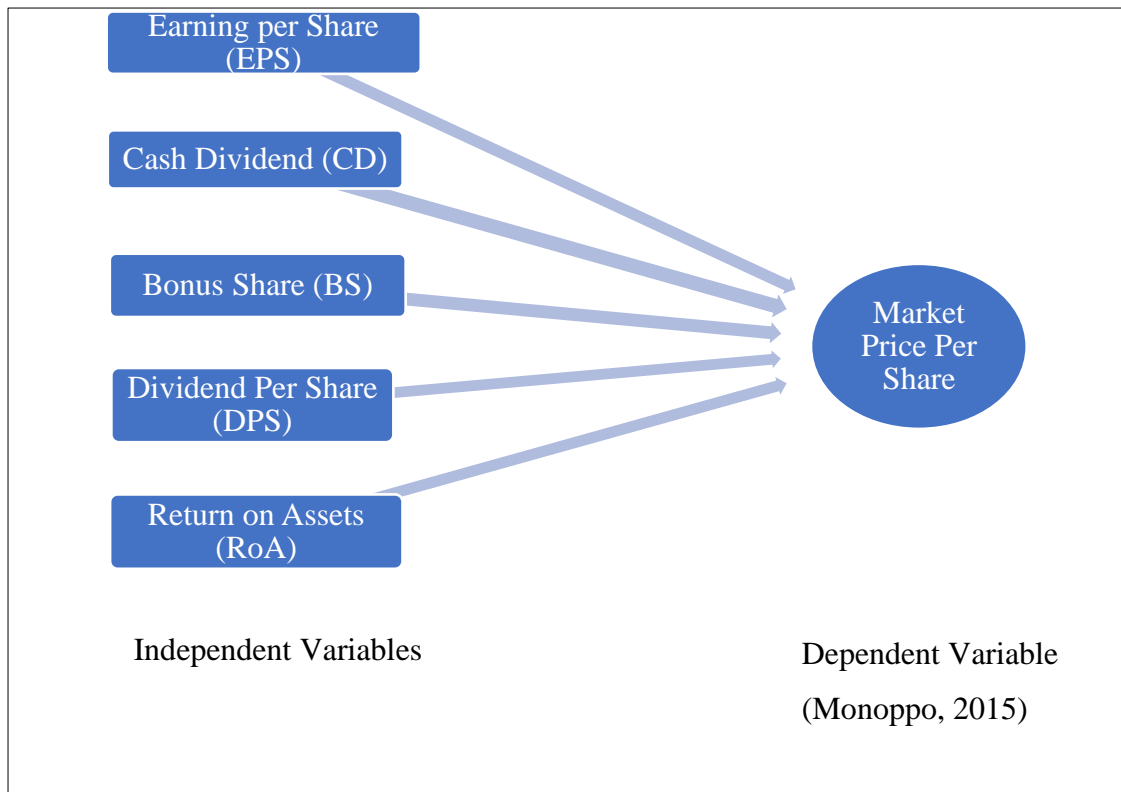 Earning per Share
(EPS)
Cash Dividend (CD)
Bonus Share (BS)
Dividend Per Share
(DPS)
Return on Assets
(RoA)
Market
Price Per
Share
Independent Variables
Dependent Variable
(Monoppo, 2015)